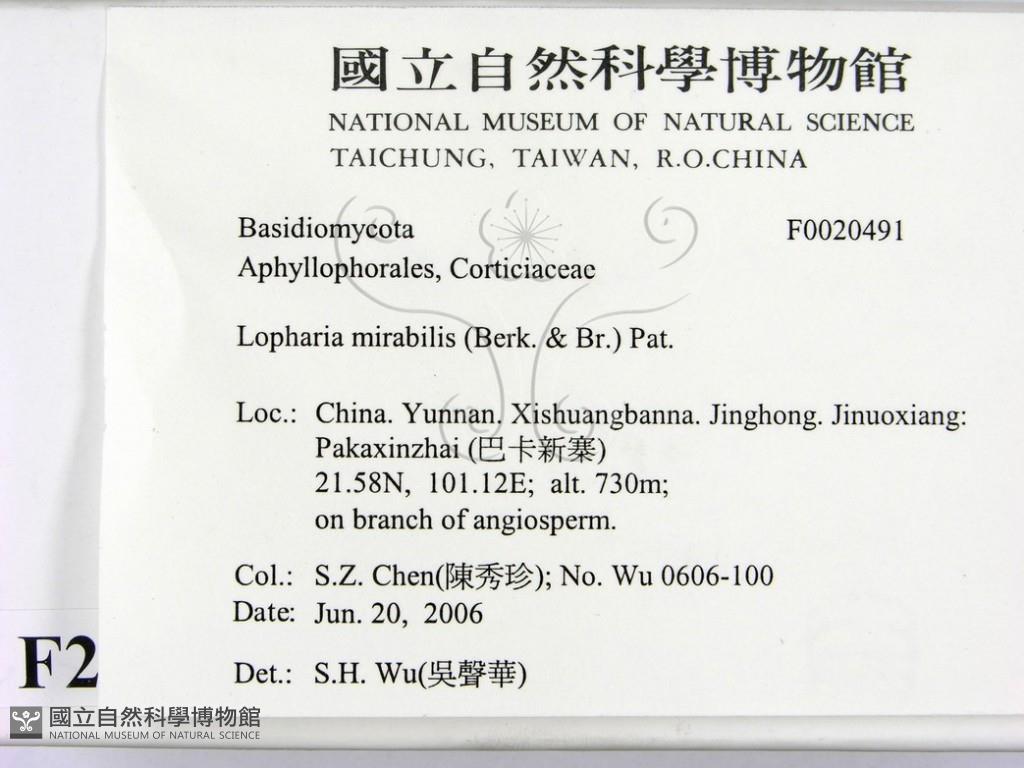 國立自然科學博物館
NATIONAL MUSEUM OF NATURAL SCIENCE
TAICHUNG, TAIWAN, R.O.CHINA
Basidiomycota F0020491
Aphyllophorales, Corticiaceae
Lopharia mirabilis (Berk. & Br.) Pat.
Loc.: China. Yunnan. Xishuangbanna. Jinghong. Jinuoxiang:
Pakaxinzhai (巴卡新寨)
21.58N, 101.12E; alt. 730m;
on branch of angiosperm.
Col.: S.Z. Chen(陳秀珍); No. Wu 0606-100
Date: Jun. 20, 2006
Det.: S.H. Wu(吳聲華)
F2
國立自然科學博物館
NATIONAL MUSEUM OF NATURAL SCIENCE